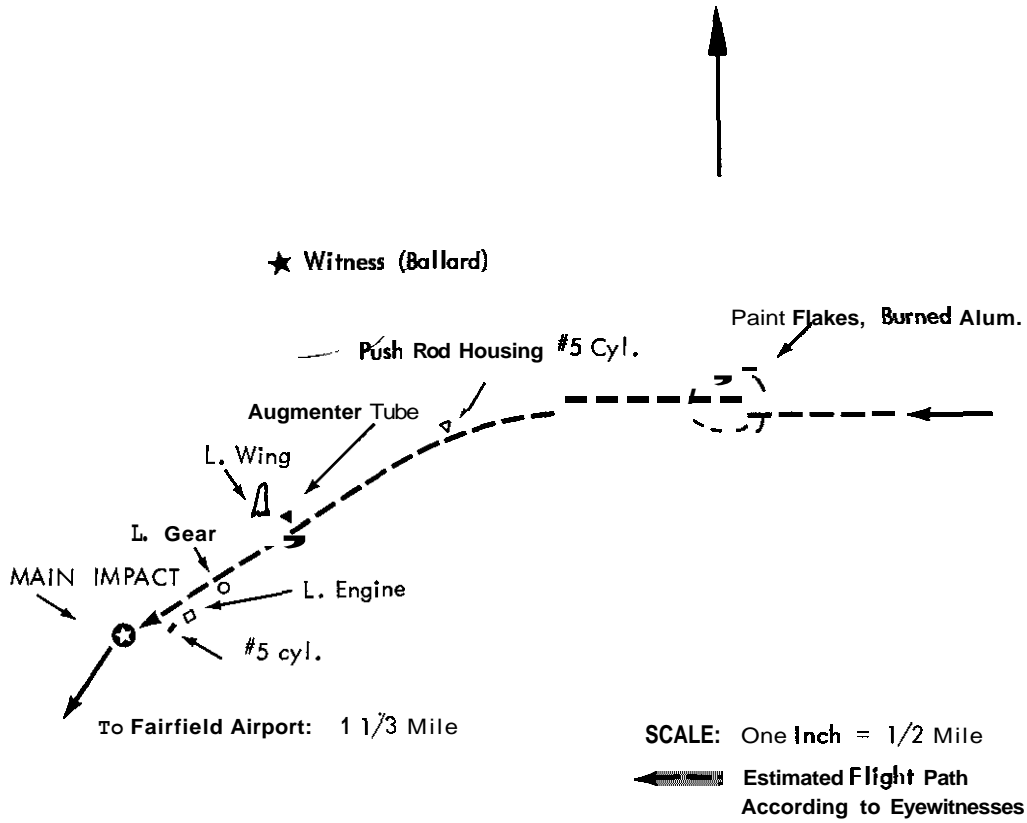 Witness (Ballard)
Paint Flakes, Burned Alum.
Push Rod Housing #5 Cyl.
Augmenter Tube
L. Wing
L. Gear
MAIN IMPACT
L. Engine
#5 cyl.
To Fairfield Airport: 1 1/3 Mile
SCALE: One Inch = 1/2 Mile
Estimated Flight Path
According to Eyewitnesses